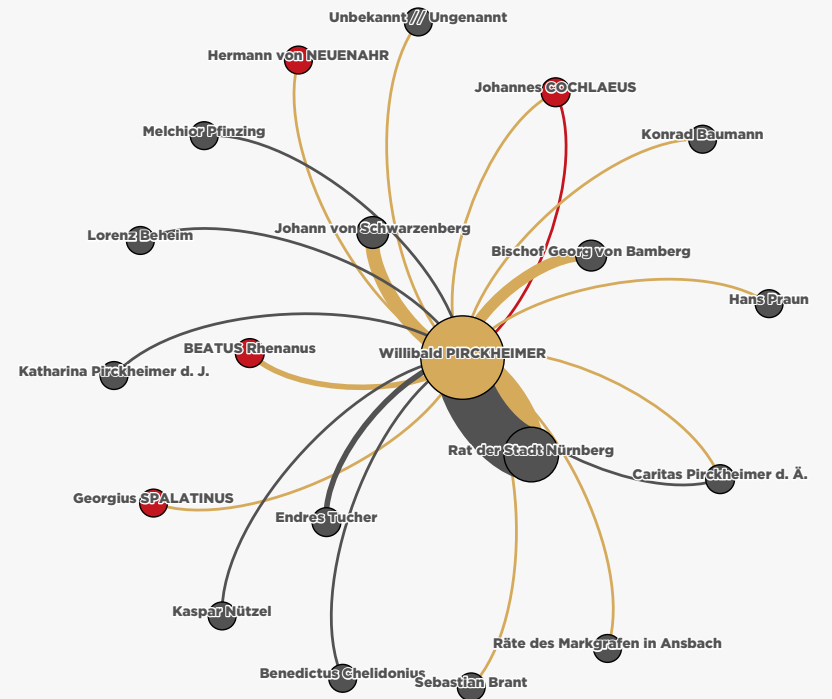 Unbekannt // Ungenannt
Hermann von NEUENAHR
Johannes COCHLAEUS
Melchior Pfinzing
Konrad Baumann
Johann von Schwarzenberg
Lorenz Beheim
Bischof Georg von Bamberg
Hans Praun
BEATUS Rhenanus
Willibald PIRCKHEIMER
Katharina Pirckheimer d. J.
Rat der Stadt Nürnberg
Caritas Pirckheimer d. Ä.
Georgius SPALATINUS
Endres Tucher
Kaspar Nützel
Räte des Markgrafen in Ansbach
Benedictus Chelidonius
Sebastian Brant